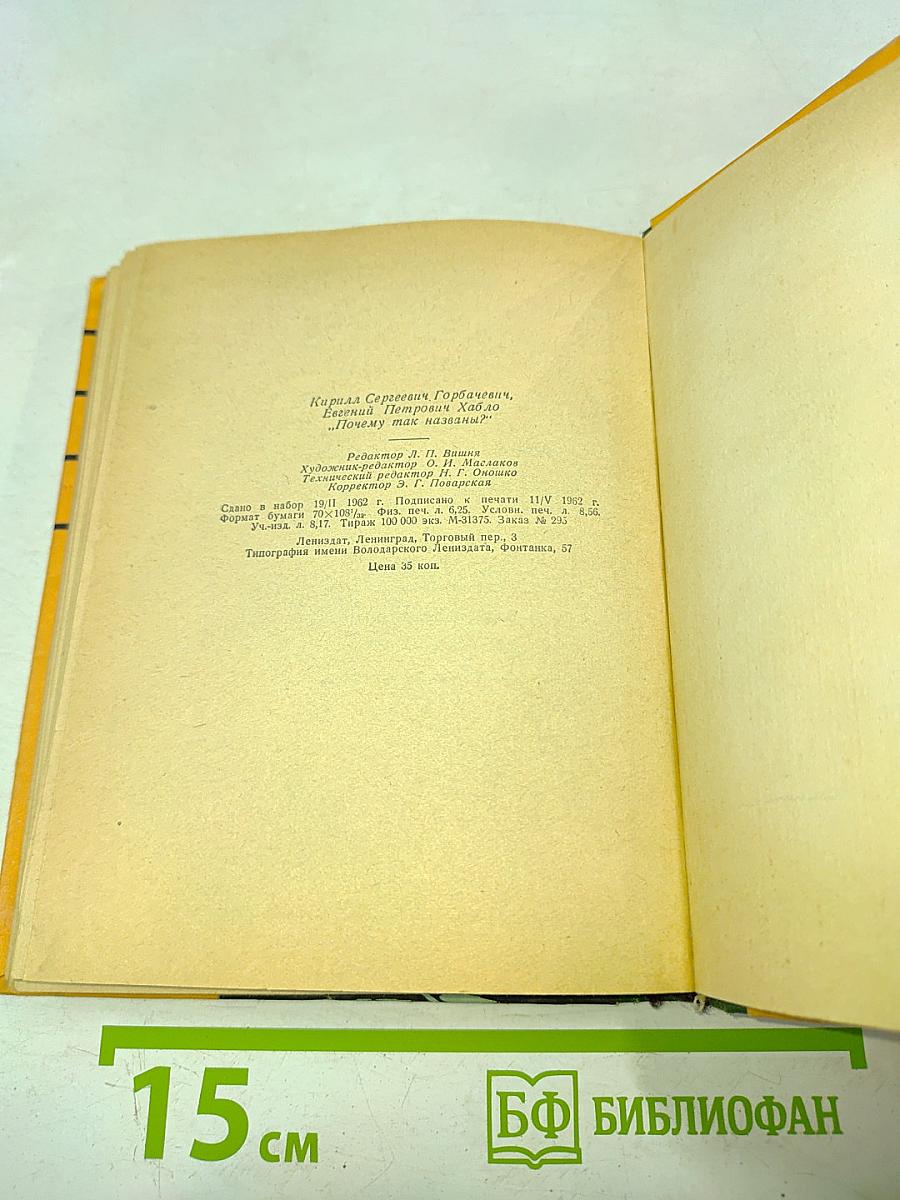 Кирилл Сергеевич Горбачевич,
Евгений Петрович Хабло
„Почему так названы?“
Редактор Л. П. Вишня
Художник-редактор О. И. Маслаков
Технический редактор Н. Г. Оношко
Корректор Э. Г. Поварская
Сдано в набор 19/II 1962 г. Подписано к печати 11/V 1962 г.
Формат бумаги 70×108¹/₃₂. Физ. печ. л. 6,25. Условн. печ. л. 8,56.
Уч.-изд. л. 8,17. Тираж 100 000 экз. М-31375. Заказ № 295
Лениздат, Ленинград, Торговый пер., 3
Типография имени Володарского Лениздата, Фонтанка, 57
Цена 35 коп.
15 см
БФ БИБЛИОФАН